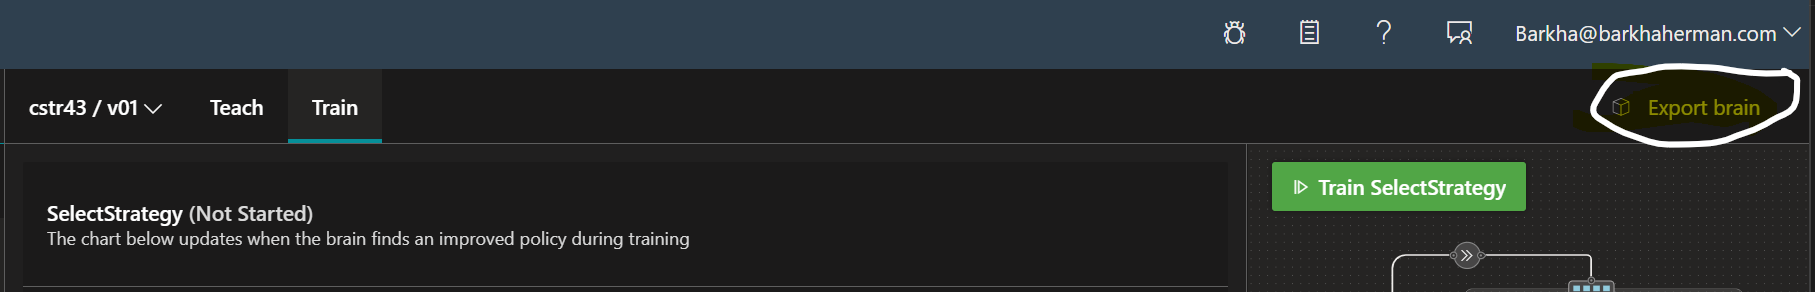 Barkha@barkhaherman.com
cstr43 / v01 Teach Train Export brain
SelectStrategy (Not Started)
The chart below updates when the brain finds an improved policy during training
Train SelectStrategy